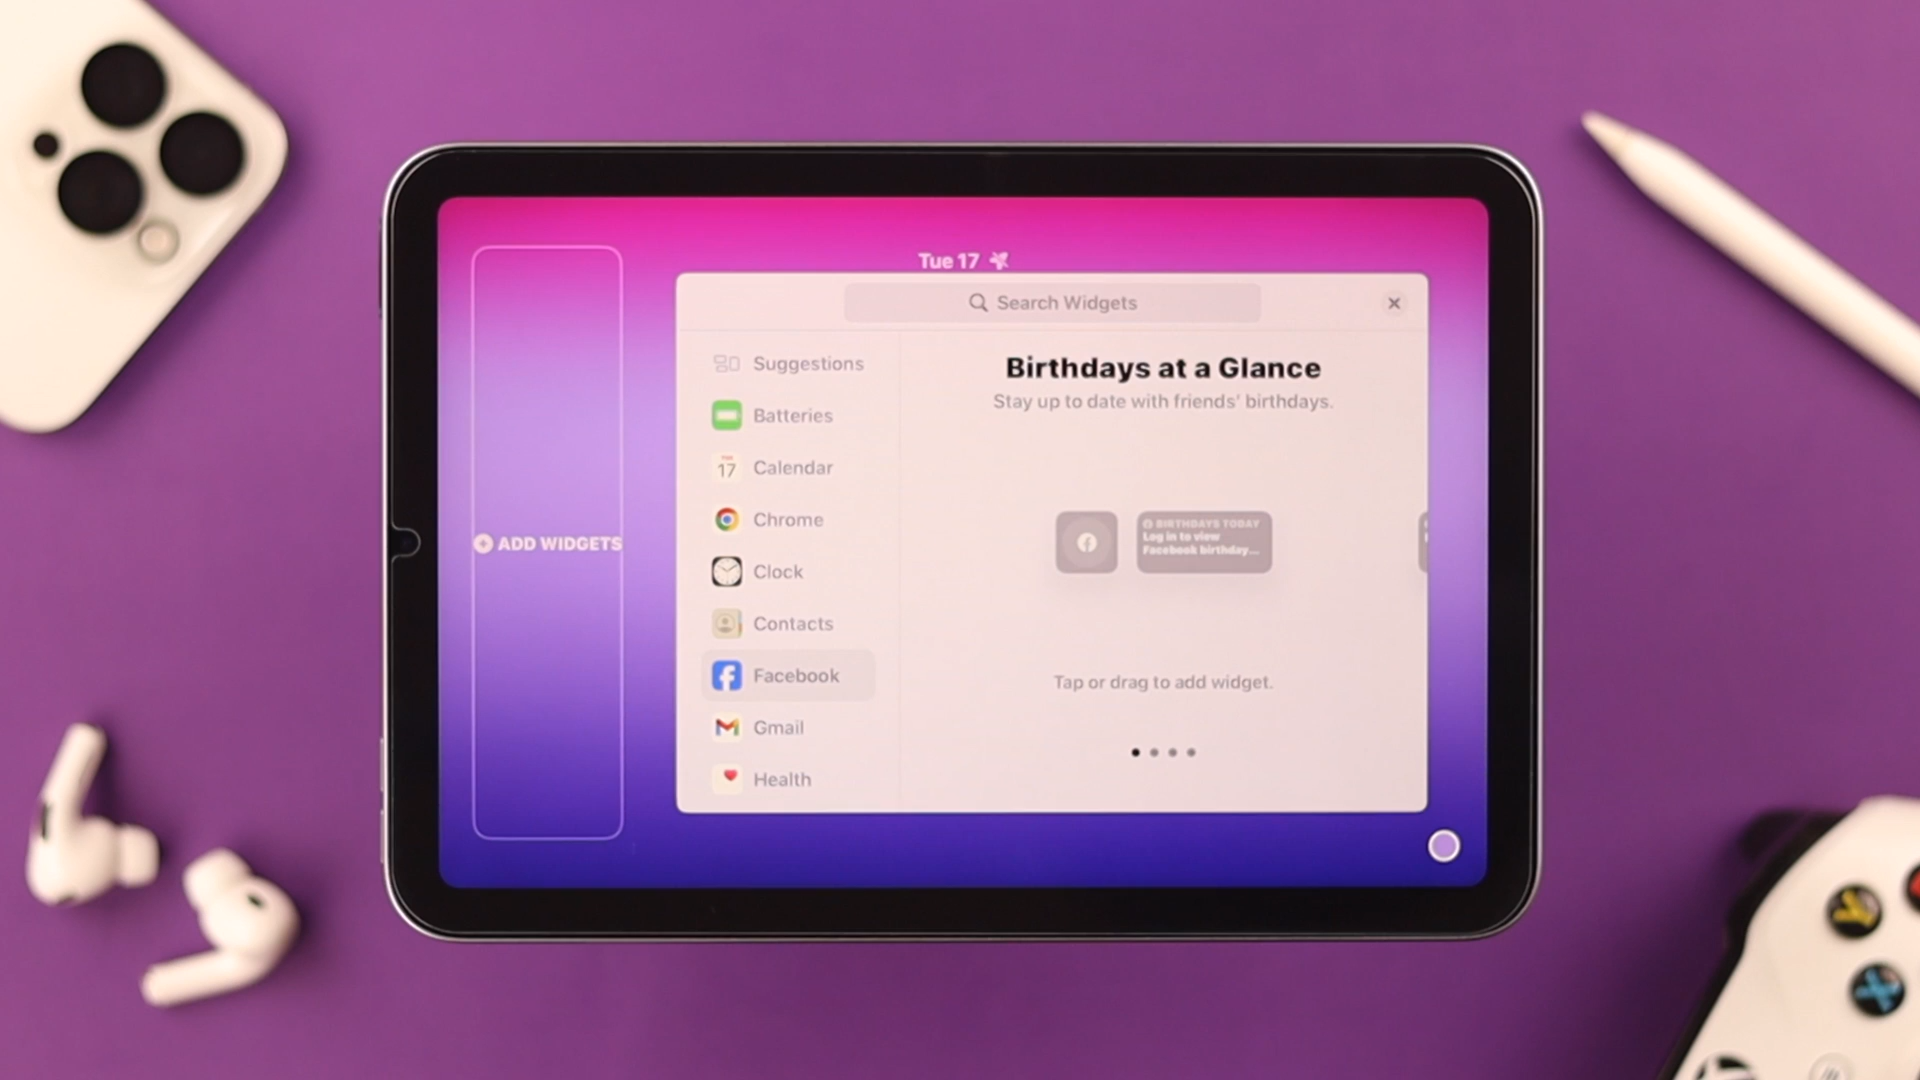 Tue 17
Search Widgets
Suggestions
Batteries
17
Calendar
Chrome
Clock
Contacts
Facebook
Gmail
Health
ADD WIDGETS
Birthdays at a Glance
Stay up to date with friends' birthdays.
BIRTHDAYS TODAY
Log in to view
Facebook birthday...
Tap or drag to add widget.